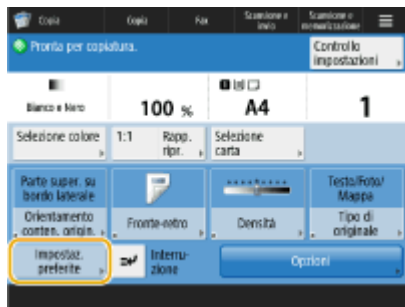 Copia
Copia
Fax
Scansione e invio
Scansione e memorizzazione
Pronta per copiatura.
Controllo impostazioni
Bianco e Nero
100 %
A4
1
Selezione colore
1:1
Rapp. ripr.
Selezione carta
Parte super. su bordo laterale
Testo/Foto/
Mappa
Orientamento conten. origin.
Fronte-retro
Densità
Tipo di originale
Impostaz. preferite
Interru-
zione
Opzioni